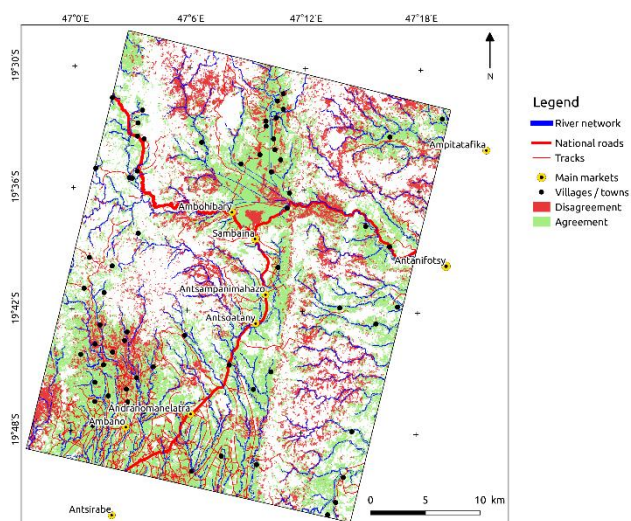 47°0'E 47°6'E 47°12'E 47°18'E
19°30'S
19°36'S
19°42'S
19°48'S
N
Legend
River network
National roads
Tracks
Main markets
Villages / towns
Disagreement
Agreement
Ampitatafika
Ambohibary
Sambaina
Antanifotsy
Antsampanimahazo
Antsoatany
Andranomanelatra
Ambano
Antsirabe
0 5 10 km